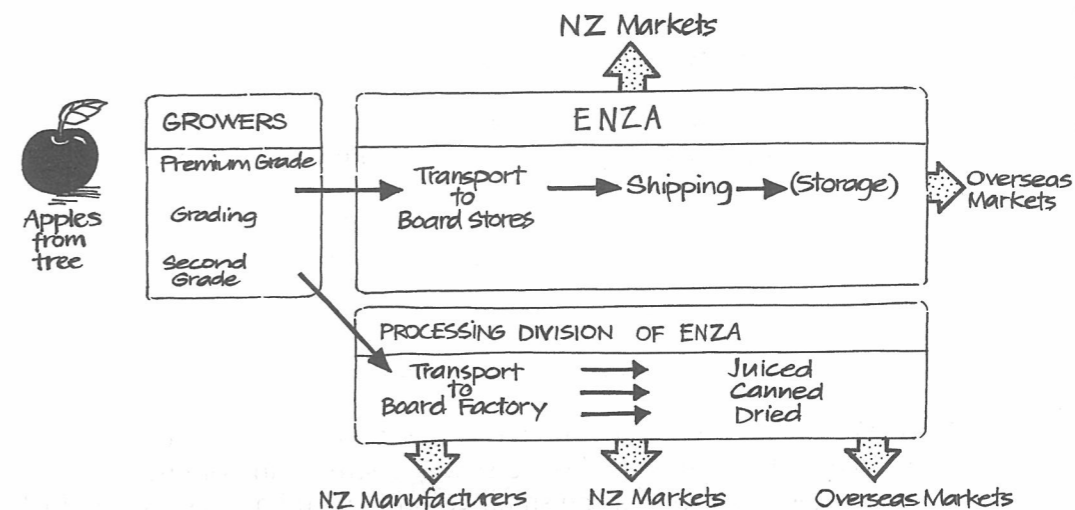 NZ Markets
GROWERS
ENZA
Premium Grade
Grading
Second
Grade
Apples
from
tree
Transport
to
Board Stores
Shipping
(Storage)
Overseas
Markets
PROCESSING DIVISION OF ENZA
Transport
to
Board Factory
Juiced
Canned
Dried
NZ Manufacturers
NZ Markets
Overseas Markets